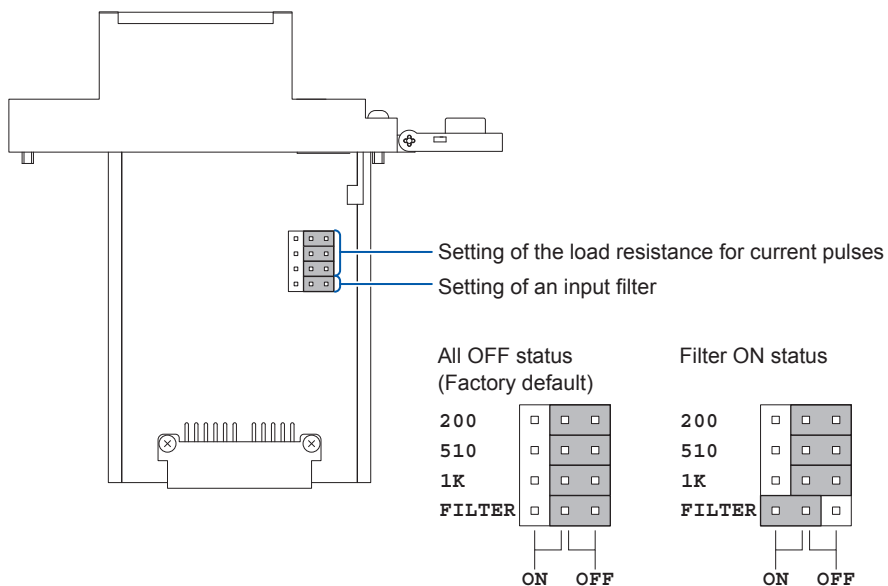 Setting of the load resistance for current pulses
Setting of an input filter
All OFF status
(Factory default)
200
510
1K
FILTER
ON OFF
Filter ON status
200
510
1K
FILTER
ON OFF